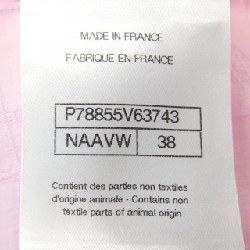 MADE IN FRANCE
FABRIQUE EN FRANCE
P78855V63743
NAAVW 38
Contient des parties non textiles
d'origine animale - Contains non
textile parts of animal origin